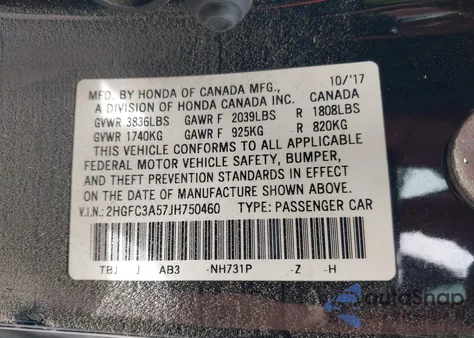 MFD. BY HONDA OF CANADA MFG., 10/'17
A DIVISION OF HONDA CANADA INC. CANADA
GVWR 3836LBS GAWR F 2039LBS R 1808LBS
GVWR 1740KG GAWR F 925KG R 820KG
THIS VEHICLE CONFORMS TO ALL APPLICABLE
FEDERAL MOTOR VEHICLE SAFETY, BUMPER,
AND THEFT PREVENTION STANDARDS IN EFFECT
ON THE DATE OF MANUFACTURE SHOWN ABOVE.
V.I.N.: 2HGFC3A57JH750460 TYPE: PASSENGER CAR
TBJ J AB3 -NH731P -Z -H
autoSnap